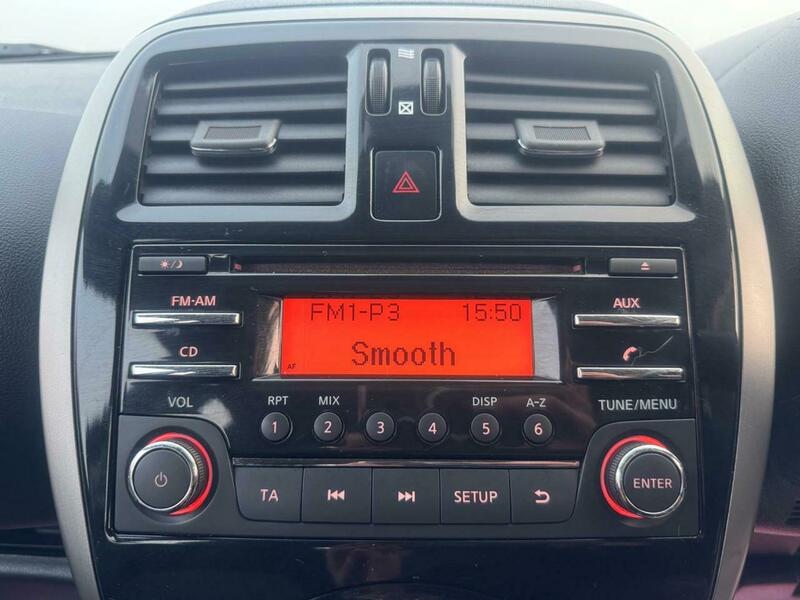 FM·AM
AUX
FM1-P3 15:50
Smooth
AF
CD
VOL
RPT MIX DISP A-Z
TUNE/MENU
1 2 3 4 5 6
TA SETUP
ENTER